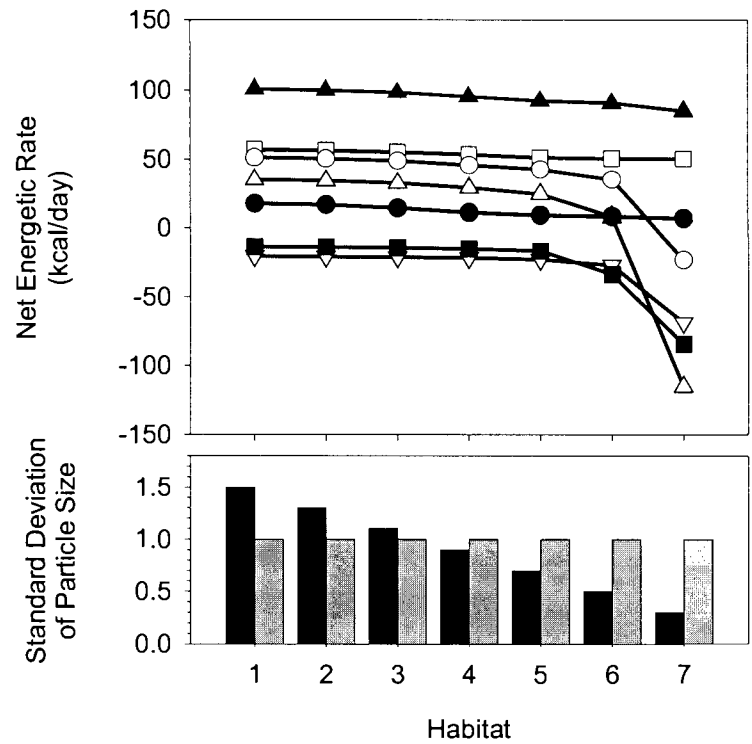 150
100
50
0
-50
-100
-150
Net Energetic Rate
(kcal/day)
1.5
1.0
0.5
0.0
Standard Deviation
of Particle Size
1 2 3 4 5 6 7
Habitat